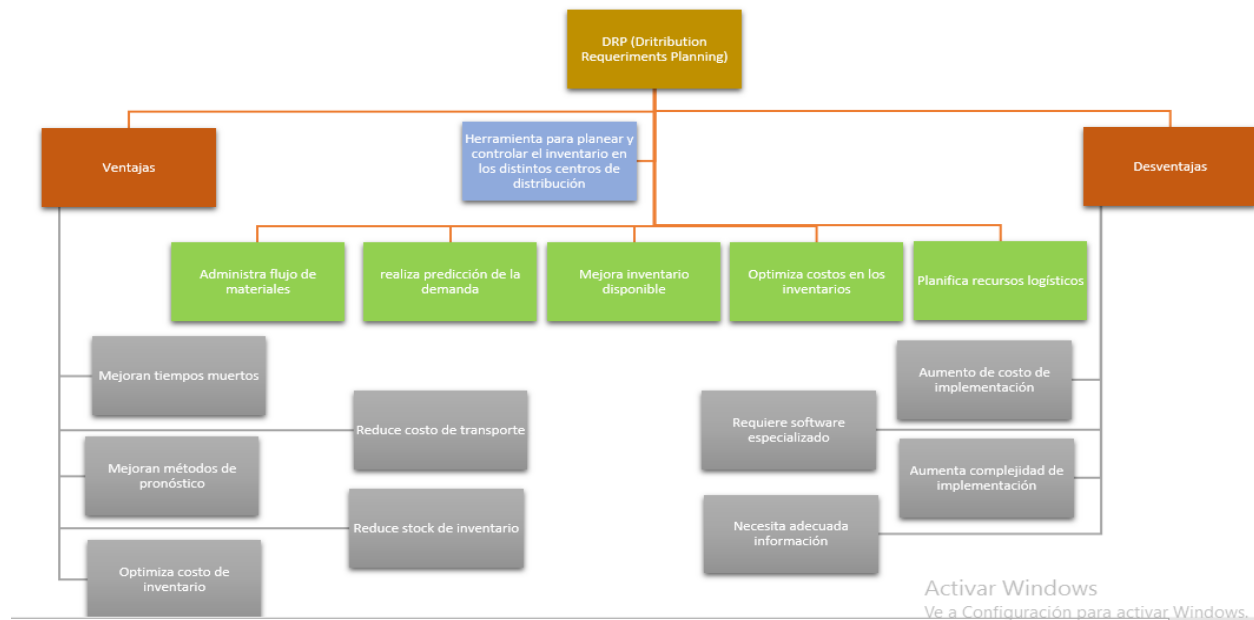 DRP (Dritribution
Requeriments Planning)
Herramienta para planear y
controlar el inventario en
los distintos centros de
distribución
Ventajas
Desventajas
Administra flujo de
materiales
realiza predicción de la
demanda
Mejora inventario
disponible
Optimiza costos en los
inventarios
Planifica recursos logísticos
Mejoran tiempos muertos
Reduce costo de transporte
Mejoran métodos de
pronóstico
Reduce stock de inventario
Optimiza costo de
inventario
Aumento de costo de
implementación
Requiere software
especializado
Aumenta complejidad de
implementación
Necesita adecuada
información
Activar Windows
Ve a Configuración para activar Windows.